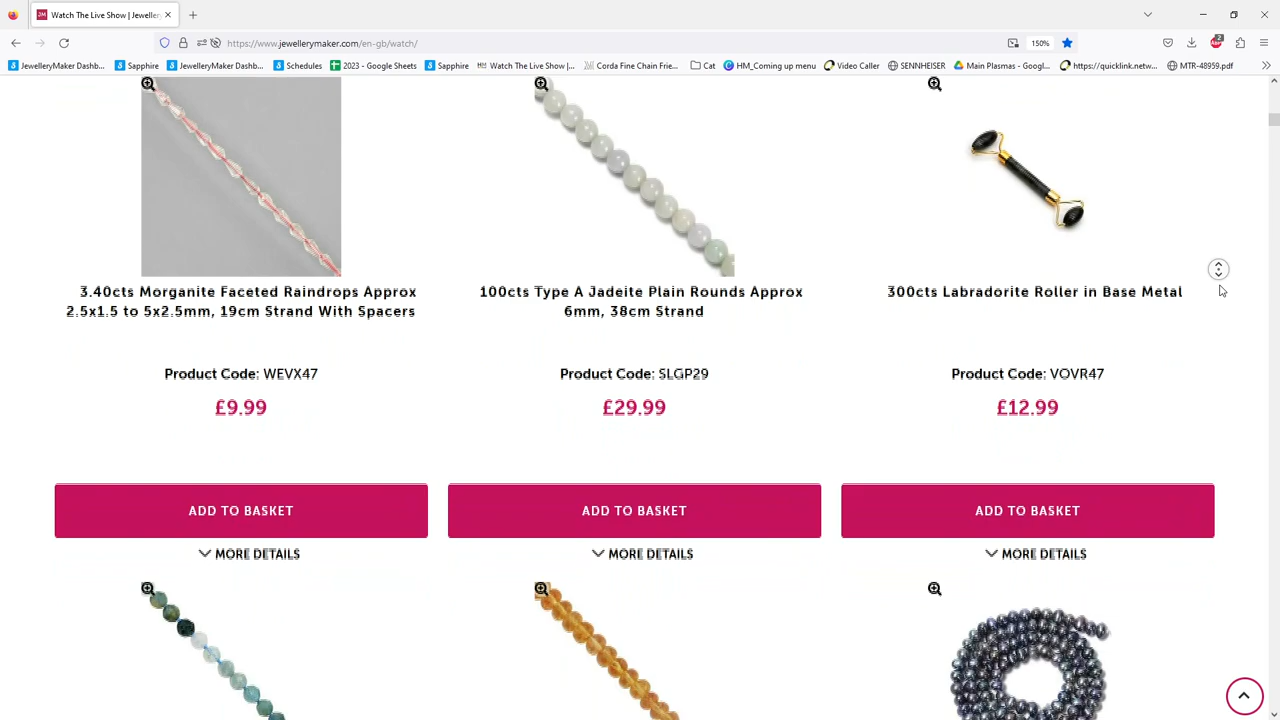 Watch The Live Show | Jeweller
https://www.jewellerymaker.com/en-gb/watch/
150%
JewelleryMaker Dashb...
Sapphire
JewelleryMaker Dashb...
Schedules
2023 - Google Sheets
Sapphire
Watch The Live Show |...
Corda Fine Chain Frie...
Cat
HM_Coming up menu
Video Caller
SENNHEISER
Main Plasmas - Googl...
https://quicklink.netw...
MTR-48959.pdf
3.40cts Morganite Faceted Raindrops Approx
2.5x1.5 to 5x2.5mm, 19cm Strand With Spacers
Product Code: WEVX47
£9.99
ADD TO BASKET
MORE DETAILS
100cts Type A Jadeite Plain Rounds Approx
6mm, 38cm Strand
Product Code: SLGP29
£29.99
ADD TO BASKET
MORE DETAILS
300cts Labradorite Roller in Base Metal
Product Code: VOVR47
£12.99
ADD TO BASKET
MORE DETAILS